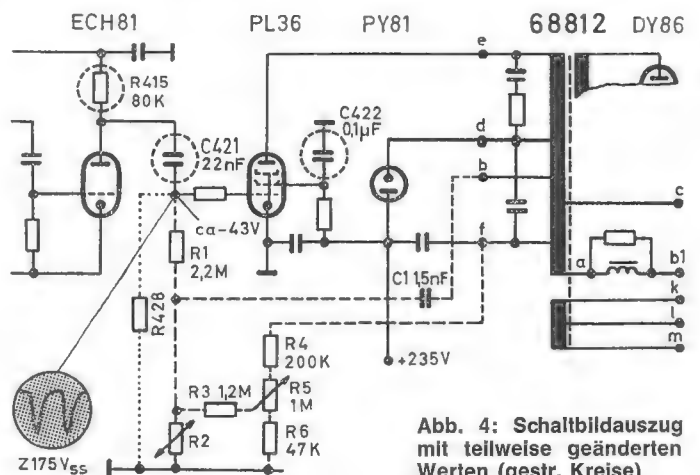 ECH81 PL36 PY81 68812 DY86
e
R415
80K
C422
0,1µF
C421
22nF
d
b
ca-43V
c
f
R1
2,2M
a
b1
C1 1,5nF
k
R428
l
R4
200K
m
+235V
R3 1,2M
R5
1M
R2
R6
47K
Z175Vss
Abb. 4: Schaltbildauszug
mit teilweise geänderten
Werten (gestr. Kreise)